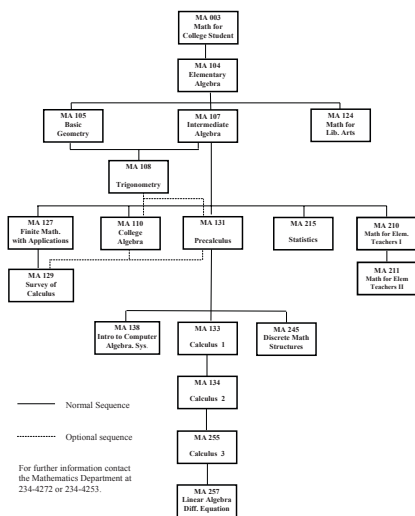 MA 003
Math for
College Student
MA 104
Elementary
Algebra
MA 105
Basic
Geometry
MA 107
Intermediate
Algebra
MA 124
Math for
Lib. Arts
MA 108
Trigonometry
MA 127
Finite Math.
with Applications
MA 110
College
Algebra
MA 131
Precalculus
MA 215
Statistics
MA 210
Math for Elem.
Teachers I
MA 129
Survey of
Calculus
MA 211
Math for Elem
Teachers II
MA 138
Intro to Computer
Algebra. Sys.
MA 133
Calculus 1
MA 245
Discrete Math
Structures
MA 134
Calculus 2
Normal Sequence
MA 255
Calculus 3
Optional sequence
For further information contact
the Mathematics Department at
234-4272 or 234-4253.
MA 257
Linear Algebra
Diff. Equation